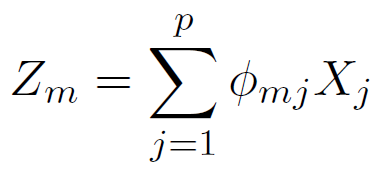 $Z_m = \sum_{j=1}^{p} \phi_{mj} X_j$